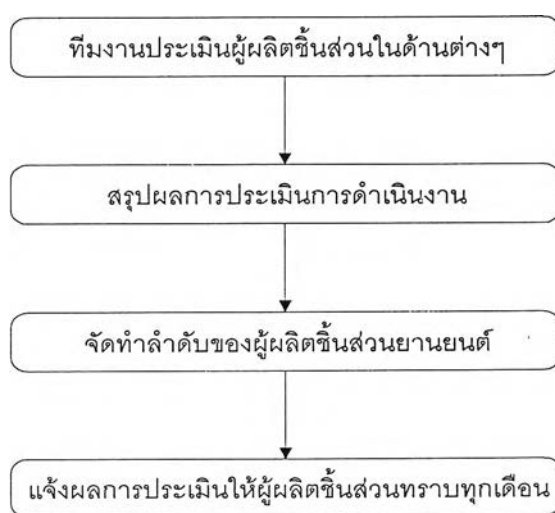 ทีมงานประเมินผู้ผลิตชิ้นส่วนในด้านต่างๆ
สรุปผลการประเมินการดำเนินงาน
จัดทำลำดับของผู้ผลิตชิ้นส่วนยานยนต์
แจ้งผลการประเมินให้ผู้ผลิตชิ้นส่วนทราบทุกเดือน